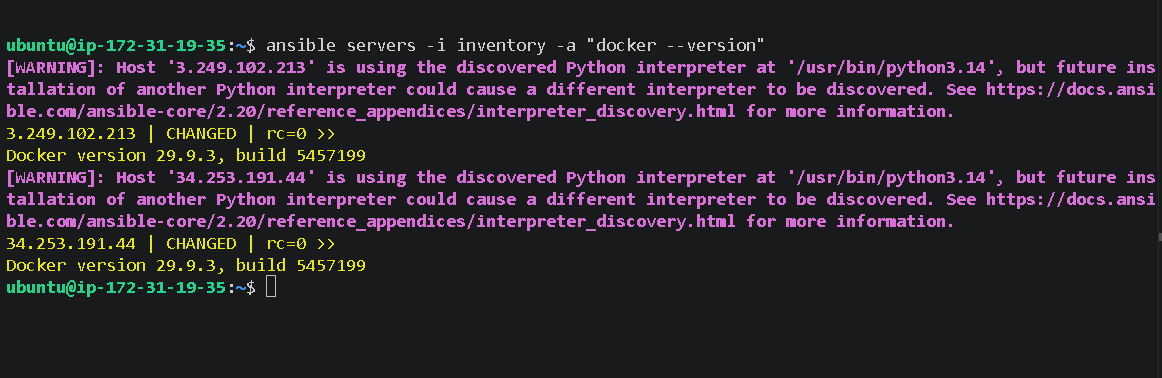 ubuntu@ip-172-31-19-35:~$ ansible servers -i inventory -a "docker --version"
[WARNING]: Host '3.249.102.213' is using the discovered Python interpreter at '/usr/bin/python3.14', but future ins
tallation of another Python interpreter could cause a different interpreter to be discovered. See https://docs.ansi
ble.com/ansible-core/2.20/reference_appendices/interpreter_discovery.html for more information.
3.249.102.213 | CHANGED | rc=0 >>
Docker version 29.9.3, build 5457199
[WARNING]: Host '34.253.191.44' is using the discovered Python interpreter at '/usr/bin/python3.14', but future ins
tallation of another Python interpreter could cause a different interpreter to be discovered. See https://docs.ansi
ble.com/ansible-core/2.20/reference_appendices/interpreter_discovery.html for more information.
34.253.191.44 | CHANGED | rc=0 >>
Docker version 29.9.3, build 5457199
ubuntu@ip-172-31-19-35:~$